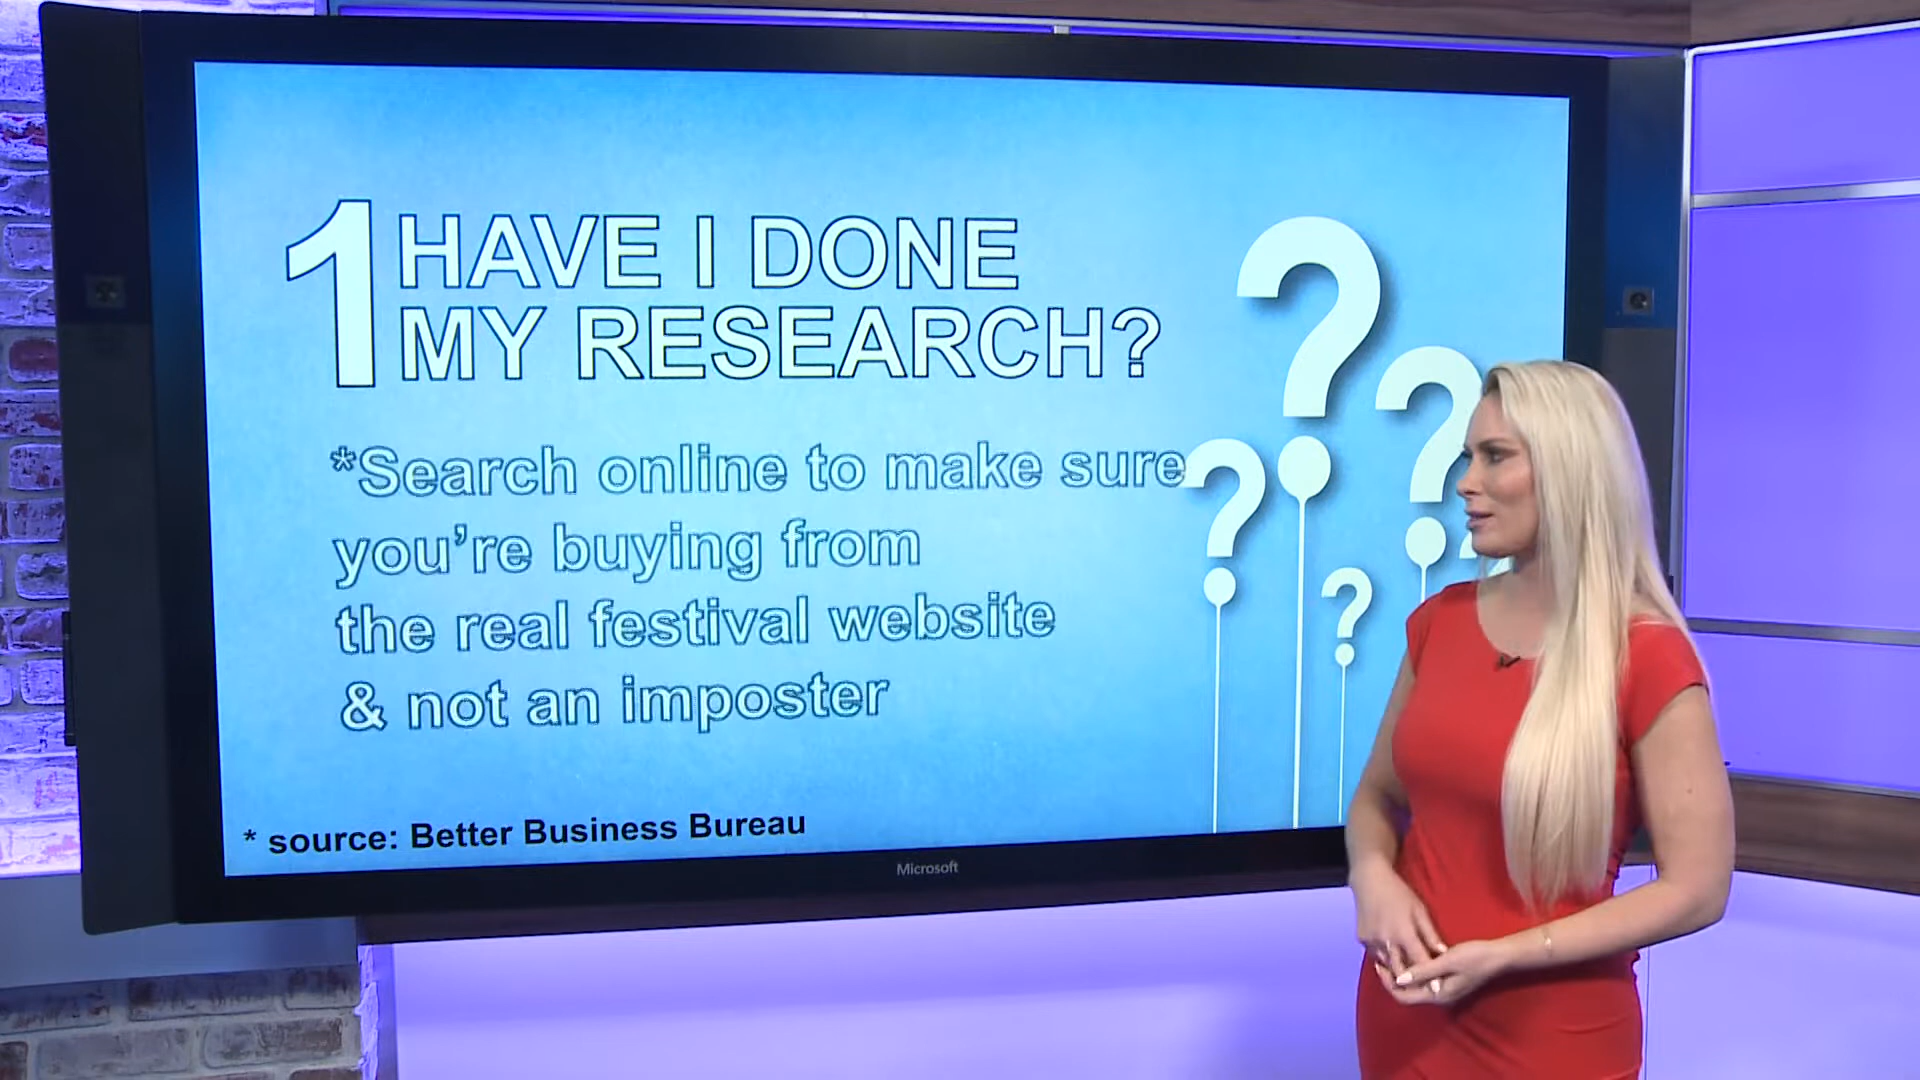 1 HAVE I DONE
MY RESEARCH?
*Search online to make sure
you're buying from
the real festival website
& not an imposter
* source: Better Business Bureau
Microsoft